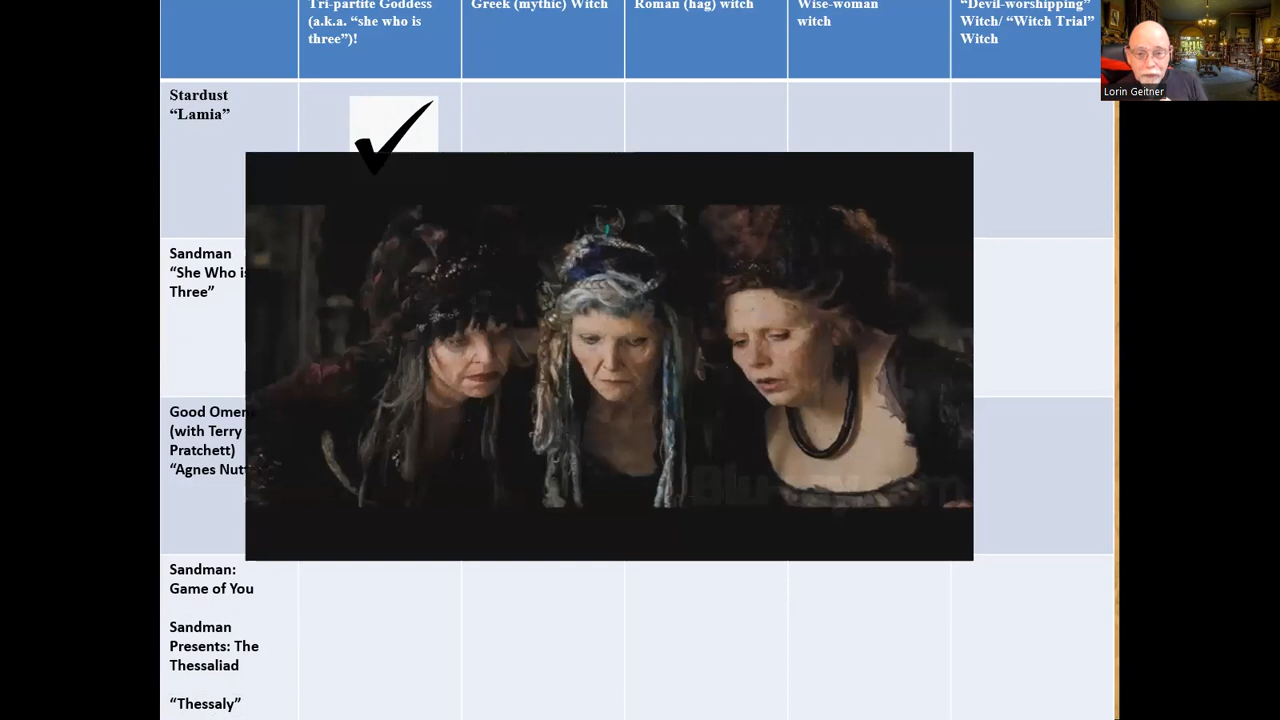 Tri-partite Goddess
(a.k.a. “she who is
three”)!
Greek (mythic) Witch
Roman (hag) witch
Wise-woman
witch
“Devil-worshipping”
Witch/ “Witch Trial”
Witch
Lorin Geitner
Stardust
“Lamia”
Sandman
“She Who is
Three”
Good Omen
(with Terry
Pratchett)
“Agnes Nutt
Sandman:
Game of You
Sandman
Presents: The
Thessaliad
“Thessaly”